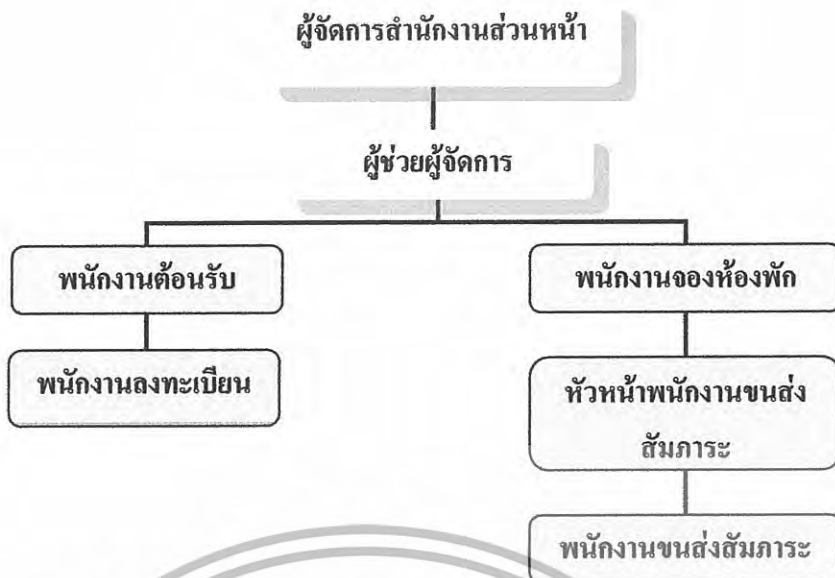 ผู้จัดการสำนักงานส่วนหน้า
ผู้ช่วยผู้จัดการ
พนักงานต้อนรับ
พนักงานจองห้องพัก
พนักงานลงทะเบียน
หัวหน้าพนักงานขนส่ง
สัมภาระ
พนักงานขนส่งสัมภาระ